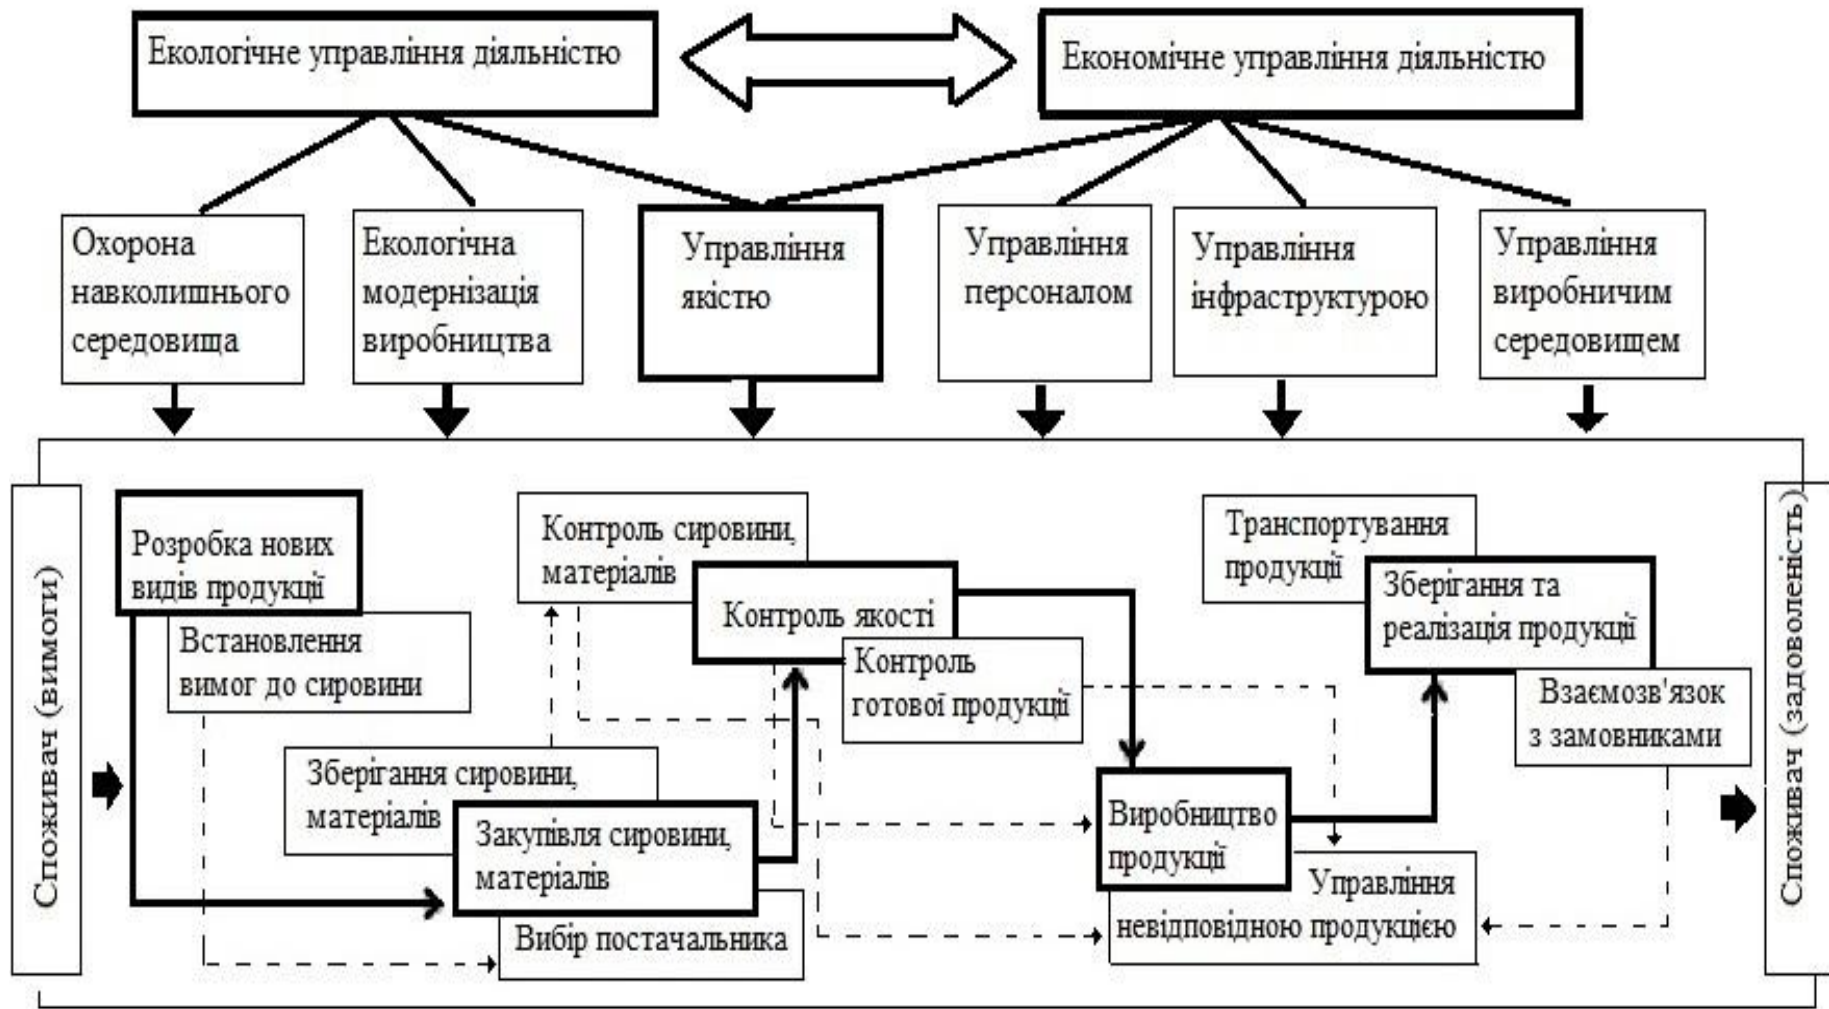 Екологічне управління діяльністю
Економічне управління діяльністю
Охорона
навколишнього
середовища
Екологічна
модернізація
виробництва
Управління
якістю
Управління
персоналом
Управління
інфраструктурою
Управління
виробничим
середовищем
Споживач (вимоги)
Розробка нових
видів продукції
Встановлення
вимог до сировини
Зберігання сировини,
матеріалів
Закупівля сировини,
матеріалів
Вибір постачальника
Контроль сировини,
матеріалів
Контроль якості
Контроль
готової продукції
Виробництво
продукції
Управління
невідповідною продукцією
Транспортування
продукції
Зберігання та
реалізація продукції
Взаємозв'язок
з замовниками
Споживач (задоволеність)